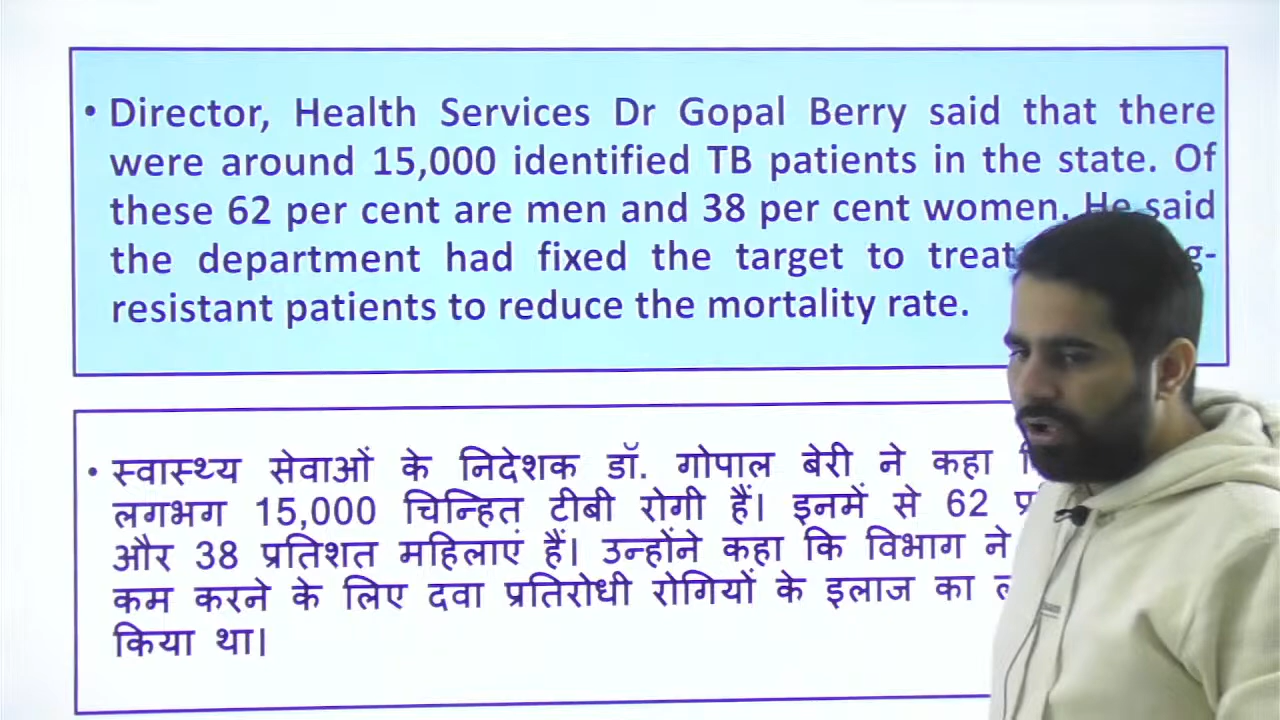 • Director, Health Services Dr Gopal Berry said that there
were around 15,000 identified TB patients in the state. Of
these 62 per cent are men and 38 per cent women. He said
the department had fixed the target to treat
resistant patients to reduce the mortality rate.
• स्वास्थ्य सेवाओं के निदेशक डॉ. गोपाल बेरी ने कहा
लगभग 15,000 चिन्हित टीबी रोगी हैं। इनमें से 62
और 38 प्रतिशत महिलाएं हैं। उन्होंने कहा कि विभाग ने
कम करने के लिए दवा प्रतिरोधी रोगियों के इलाज का
किया था।